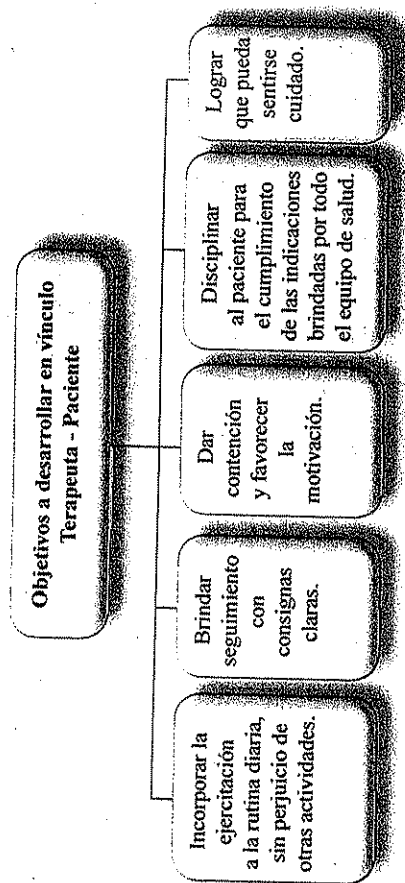 Objetivos a desarrollar en vínculo
Terapeuta - Paciente
Incorporar la
ejercitación
a la rutina diaria,
sin perjuicio de
otras actividades.
Brindar
seguimiento
con
consignas
claras.
Dar
contención
y favorecer
la
motivación.
Disciplinar
al paciente para
el cumplimiento
de las indicaciones
brindadas por todo
el equipo de salud.
Lograr
que pueda
sentirse
cuidado.